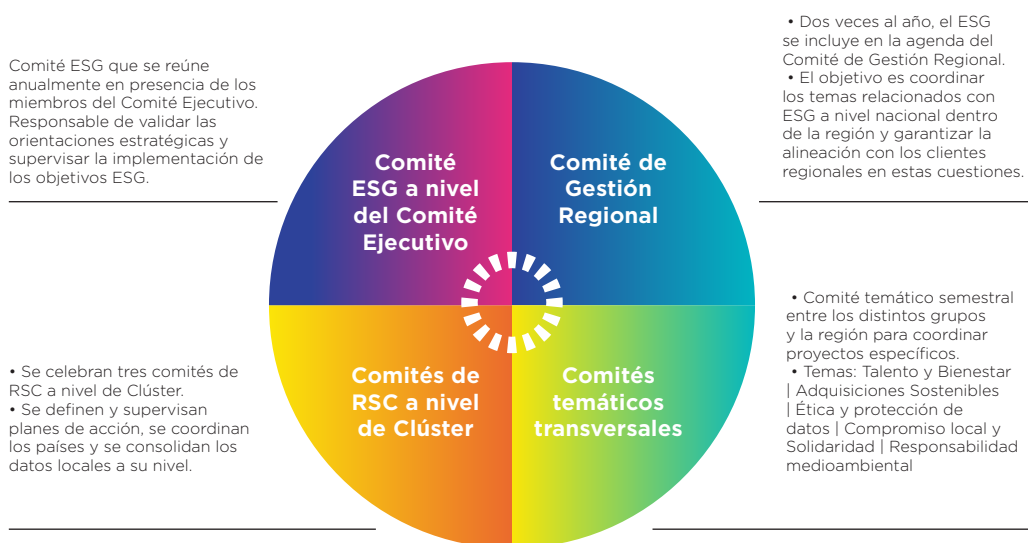 Comité ESG que se reúne
anualmente en presencia de los
miembros del Comité Ejecutivo.
Responsable de validar las
orientaciones estratégicas y
supervisar la implementación de
los objetivos ESG.
Comité
ESG a nivel
del Comité
Ejecutivo
Comité de
Gestión
Regional
• Dos veces al año, el ESG
se incluye en la agenda del
Comité de Gestión Regional.
• El objetivo es coordinar
los temas relacionados con
ESG a nivel nacional dentro
de la región y garantizar la
alineación con los clientes
regionales en estas cuestiones.
• Se celebran tres comités de
RSC a nivel de Clúster.
• Se definen y supervisan
planes de acción, se coordinan
los países y se consolidan los
datos locales a su nivel.
Comités de
RSC a nivel
de Clúster
Comités
temáticos
transversales
• Comité temático semestral
entre los distintos grupos
y la región para coordinar
proyectos específicos.
• Temas: Talento y Bienestar
| Adquisiciones Sostenibles
| Ética y protección de
datos | Compromiso local y
Solidaridad | Responsabilidad
medioambiental